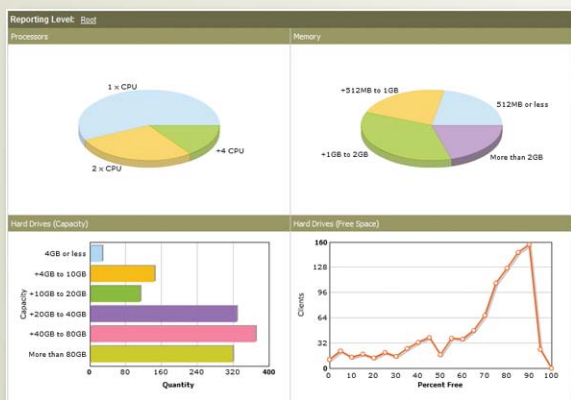 Reporting Level: Root
Processors
1 x CPU
2 x CPU
+4 CPU
Memory
+512MB to 1GB
512MB or less
+1GB to 2GB
More than 2GB
Hard Drives (Capacity)
Capacity
4GB or less
+4GB to 10GB
+10GB to 20GB
+20GB to 40GB
+40GB to 80GB
More than 80GB
0 80 160 240 320 400
Quantity
Hard Drives (Free Space)
Clients
160
128
96
64
32
0
0 10 20 30 40 50 60 70 80 90 100
Percent Free